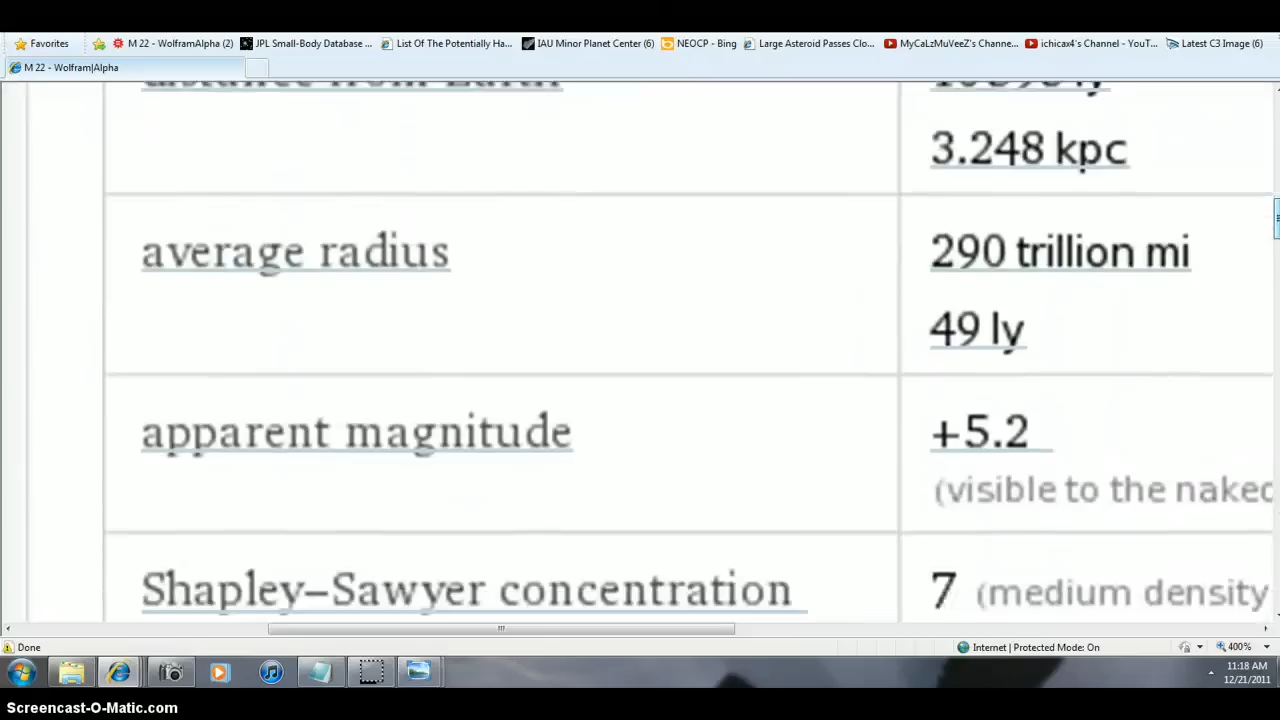 Favorites M 22 - WolframAlpha (2) JPL Small-Body Database ... List Of The Potentially Ha... IAU Minor Planet Center (6) NEOCP - Bing Large Asteroid Passes Clo... MyCaLzMuVeeZ's Channe... ichicax4's Channel - YouT... Latest C3 Image (6)
M 22 - Wolfram|Alpha
distance from Earth
3.248 kpc
average radius 290 trillion mi
49 ly
apparent magnitude +5.2
(visible to the naked
Shapley–Sawyer concentration 7 (medium density
Done Internet | Protected Mode: On 400%
11:18 AM
12/21/2011
Screencast-O-Matic.com